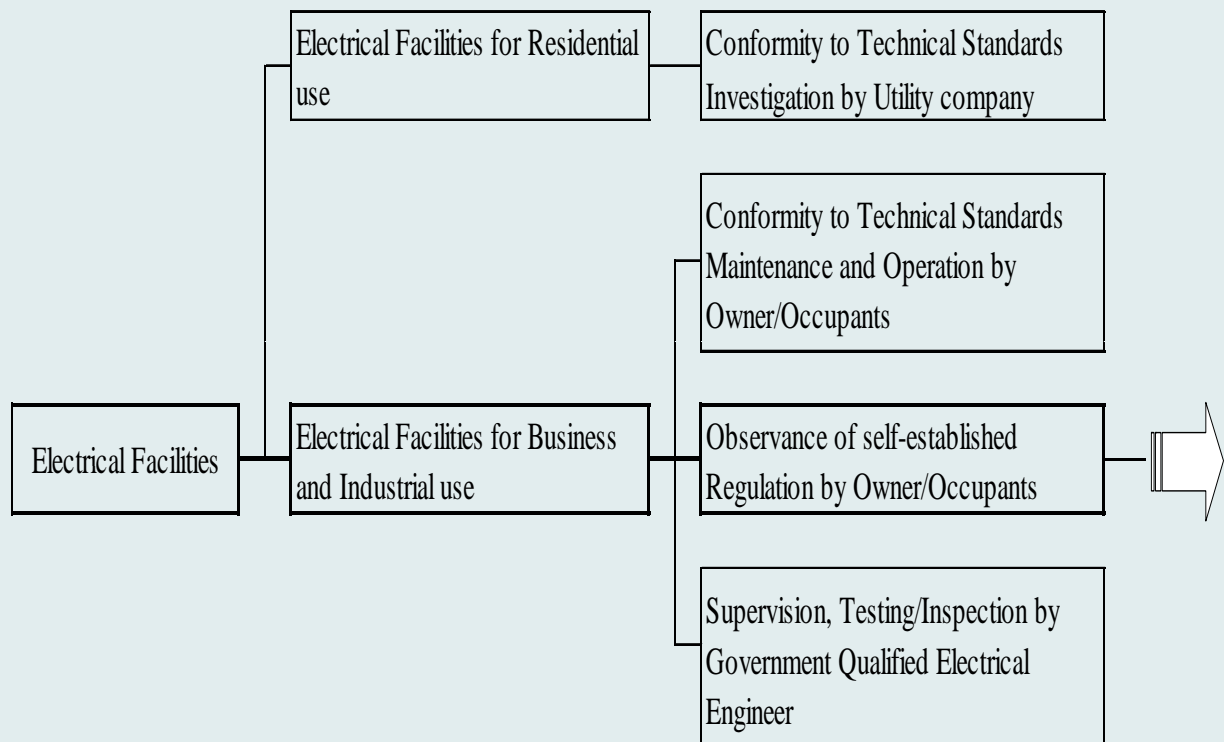 Electrical Facilities for Residential
use
Conformity to Technical Standards
Investigation by Utility company
Conformity to Technical Standards
Maintenance and Operation by
Owner/Occupants
Electrical Facilities
Electrical Facilities for Business
and Industrial use
Observance of self-established
Regulation by Owner/Occupants
Supervision, Testing/Inspection by
Government Qualified Electrical
Engineer